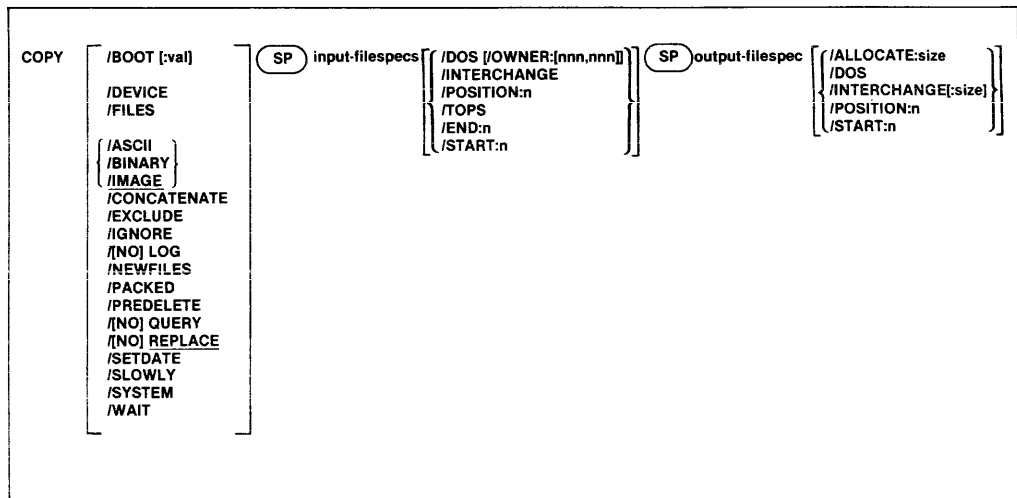 COPY /BOOT [:val] SP input-filespecs /DOS [/OWNER:[nnn,nnn]] SP output-filespec /ALLOCATE:size
/INTERCHANGE /DOS
/DEVICE /POSITION:n /INTERCHANGE[:size]
/FILES /TOPS /POSITION:n
/END:n /START:n
/ASCII /START:n
/BINARY
/IMAGE
/CONCATENATE
/EXCLUDE
/IGNORE
/[NO] LOG
/NEWFILES
/PACKED
/PREDELETE
/[NO] QUERY
/[NO] REPLACE
/SETDATE
/SLOWLY
/SYSTEM
/WAIT